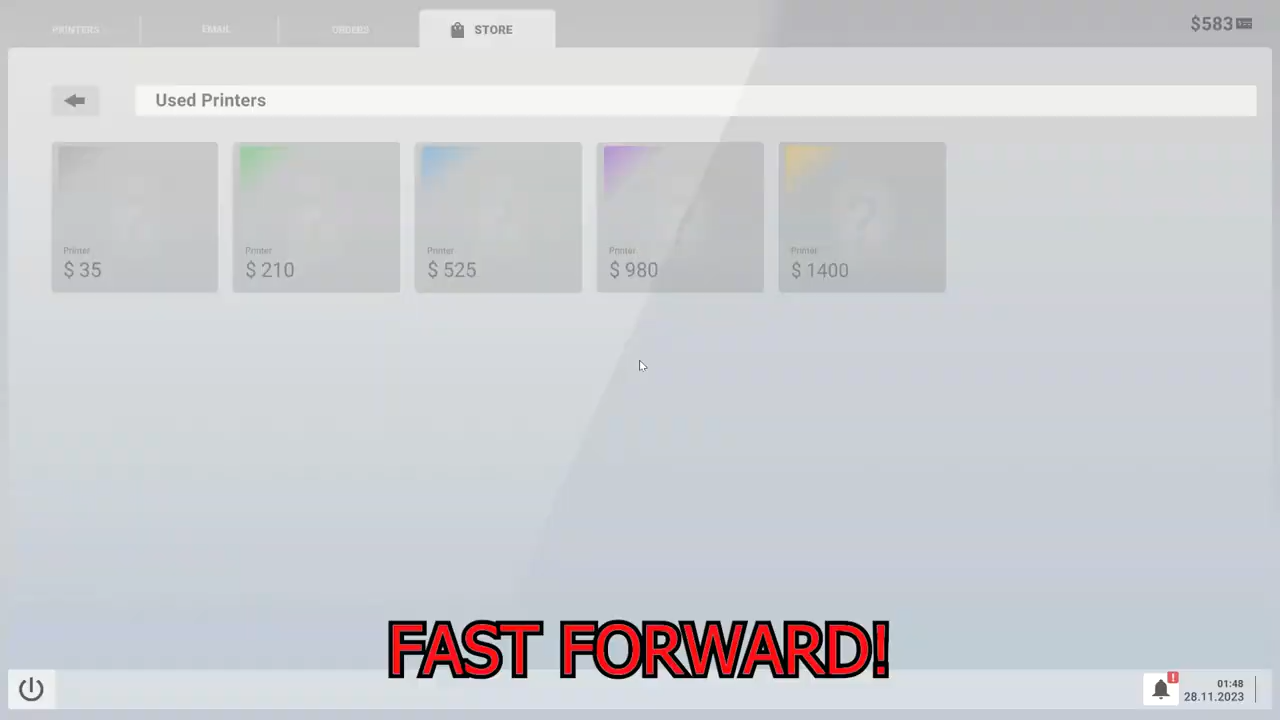 PRINTERS
EMAIL
ORDERS
STORE
$583
Used Printers
Printer
$ 35
Printer
$ 210
Printer
$ 525
Printer
$ 980
?
Printer
$ 1400
FAST FORWARD!
!
01:48
28.11.2023